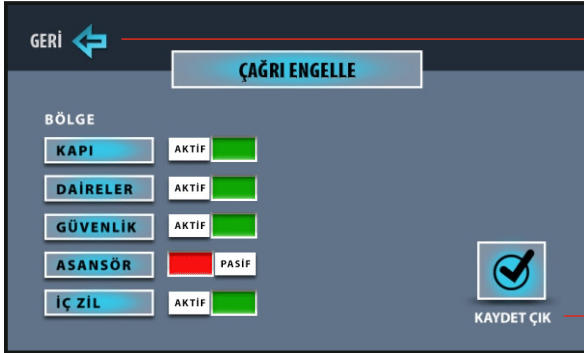 GERİ
ÇAĞRI ENGELLE
BÖLGE
KAPI AKTİF
DAİRELER AKTİF
GÜVENLİK AKTİF
ASANSÖR PASİF
İÇ ZİL AKTİF
KAYDET ÇIK